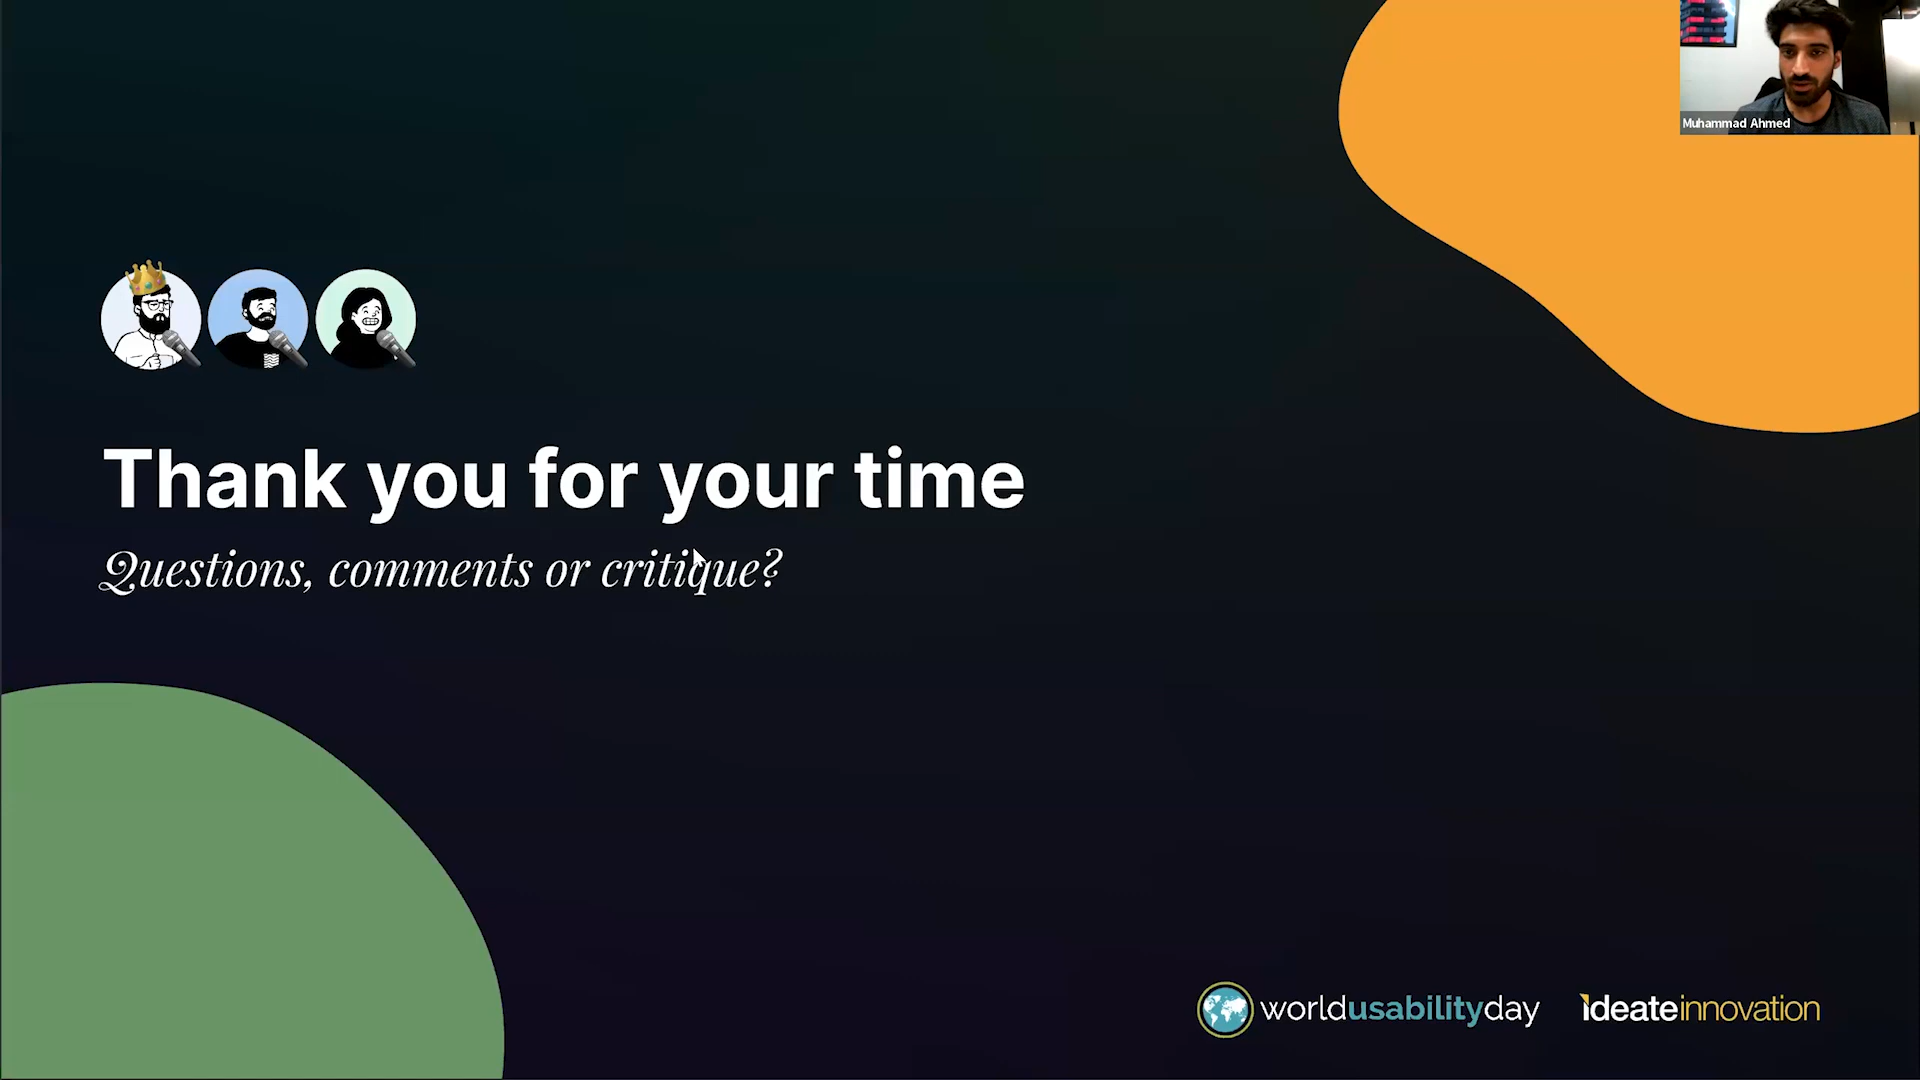 Muhammad Ahmed
Thank you for your time
Questions, comments or critique?
worldusabilityday
ideateinnovation